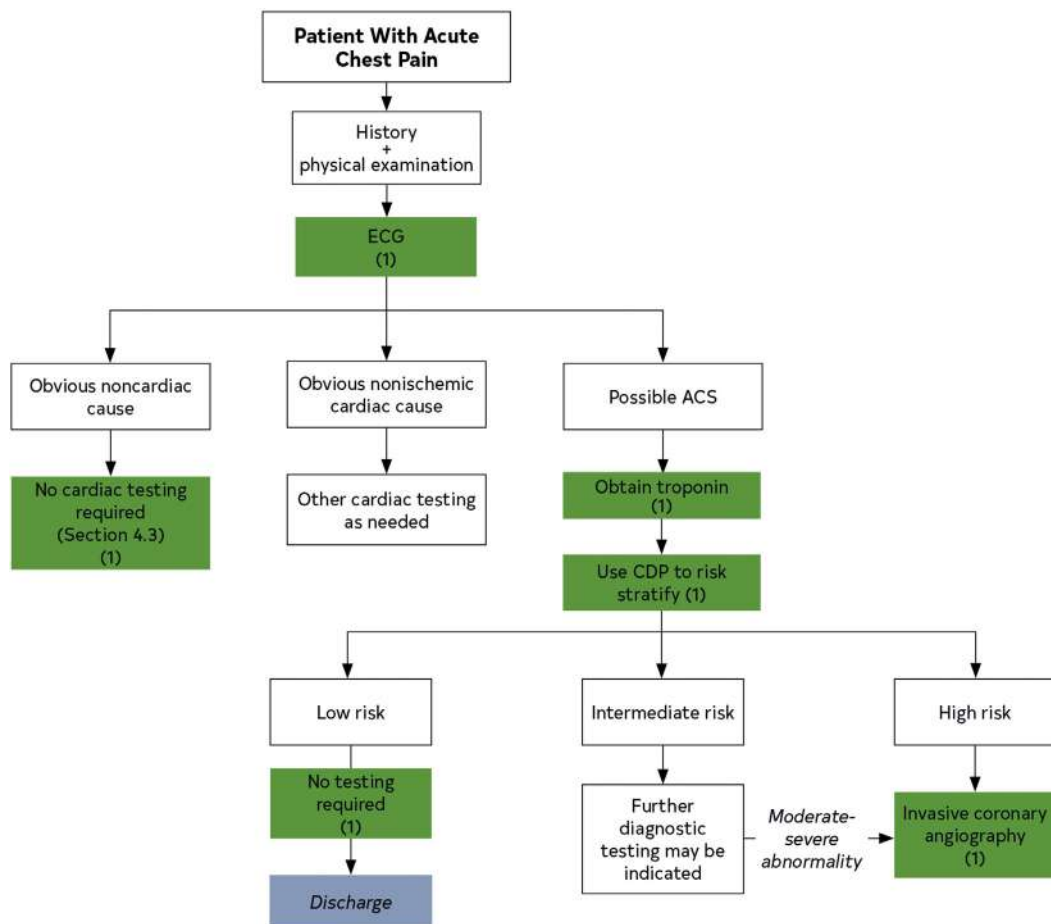 Patient With Acute
Chest Pain
History
+
physical examination
ECG
(1)
Obvious noncardiac
cause
Obvious nonischemic
cardiac cause
Possible ACS
No cardiac testing
required
(Section 4.3)
(1)
Other cardiac testing
as needed
Obtain troponin
(1)
Use CDP to risk
stratify (1)
Low risk
Intermediate risk
High risk
No testing
required
(1)
Further
diagnostic
testing may be
indicated
Moderate-
severe
abnormality
Invasive coronary
angiography
(1)
Discharge